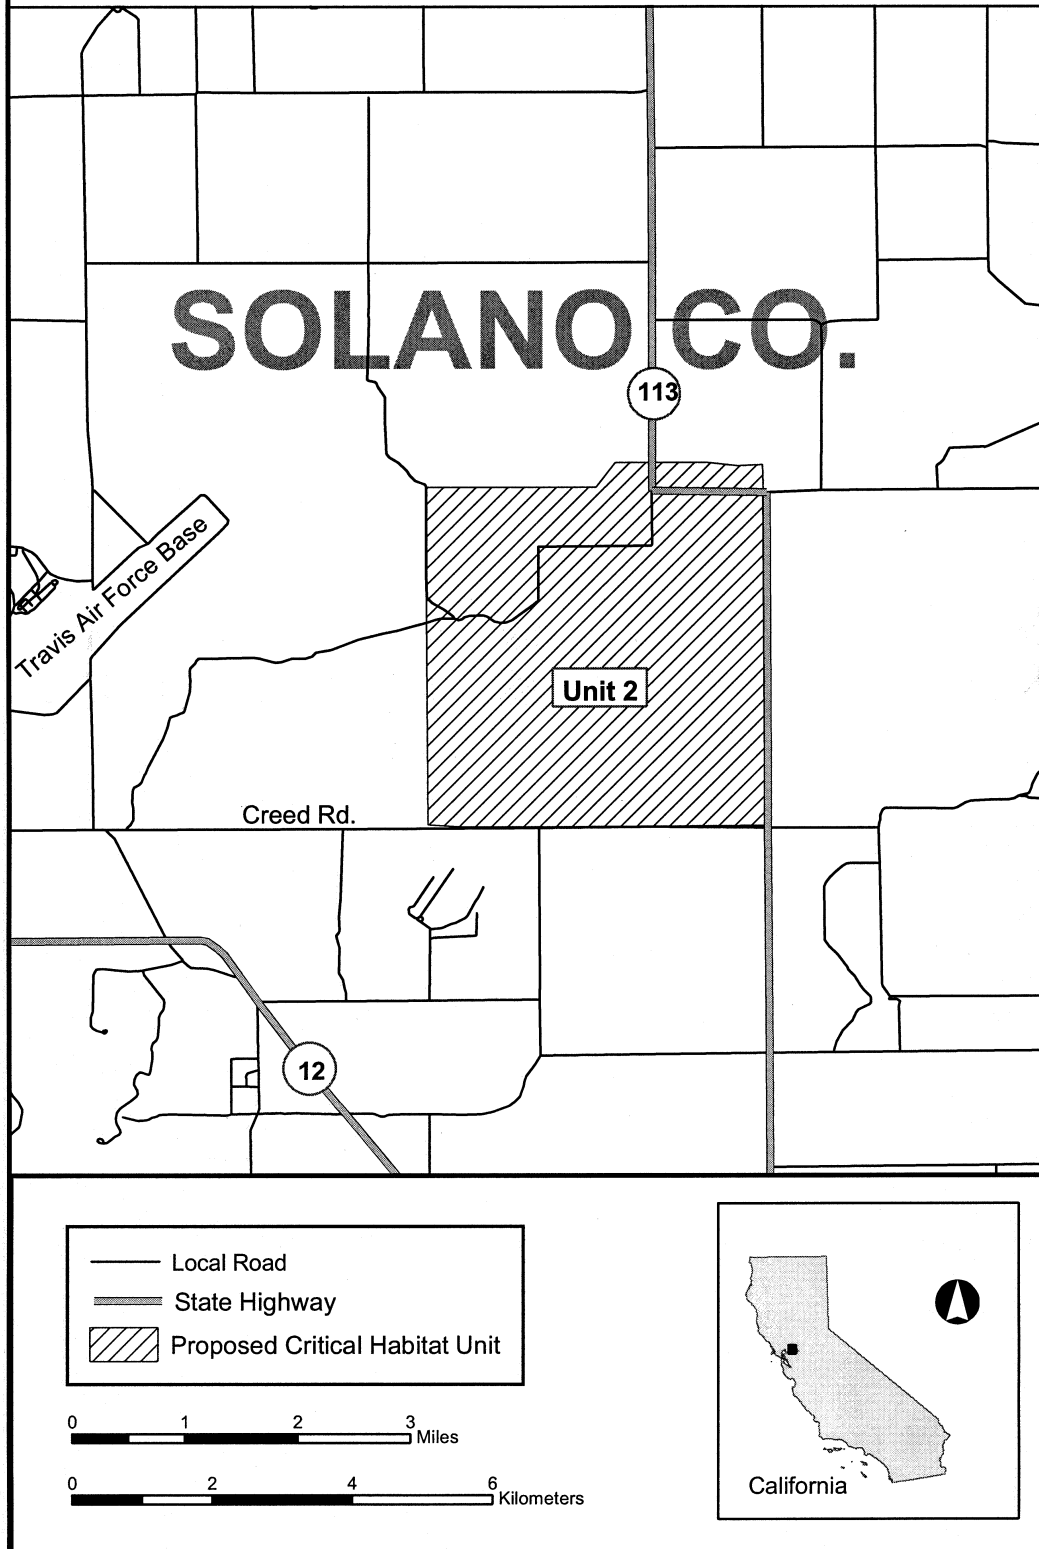 SOLANO CO.
113
Travis Air Force Base
Unit 2
Creed Rd.
12
Local Road
State Highway
Proposed Critical Habitat Unit
0 1 2 3
Miles
0 2 4 6
Kilometers
California